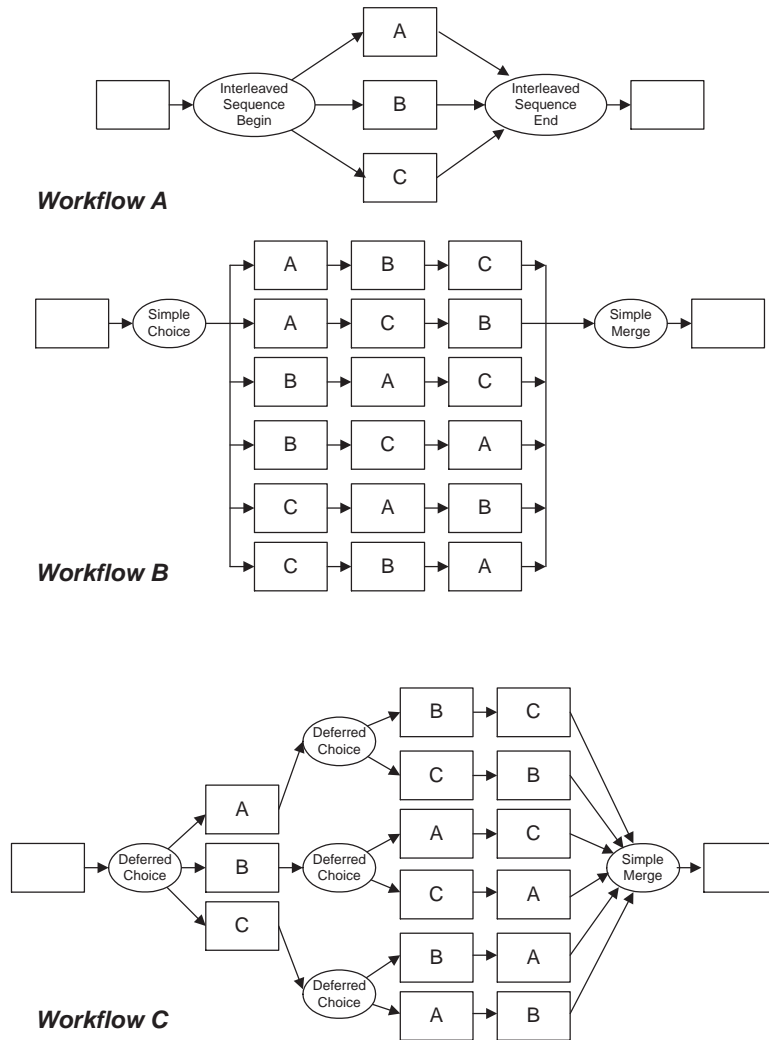 A
Interleaved
Sequence
Begin
B
Interleaved
Sequence
End
C
Workflow A
A B C
Simple
Choice
A C B
Simple
Merge
B A C
B C A
C A B
C B A
Workflow B
B C
Deferred
Choice
C B
A
A C
Deferred
Choice
B
Deferred
Choice
Simple
Merge
C A
C
B A
Deferred
Choice
A B
Workflow C